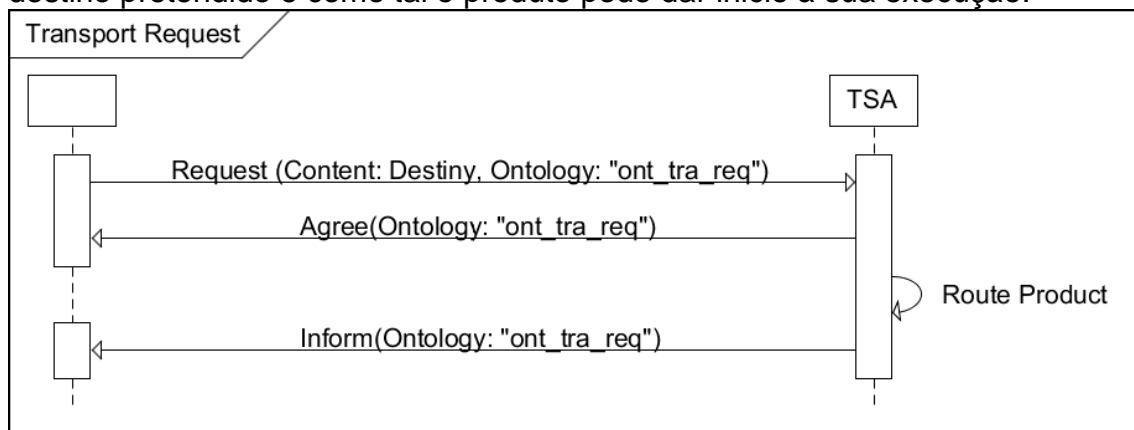 destino pretendido e como tal o produto pode dar início à sua execução.
Transport Request
TSA
Request (Content: Destiny, Ontology: "ont_tra_req")
Agree(Ontology: "ont_tra_req")
Route Product
Inform(Ontology: "ont_tra_req")